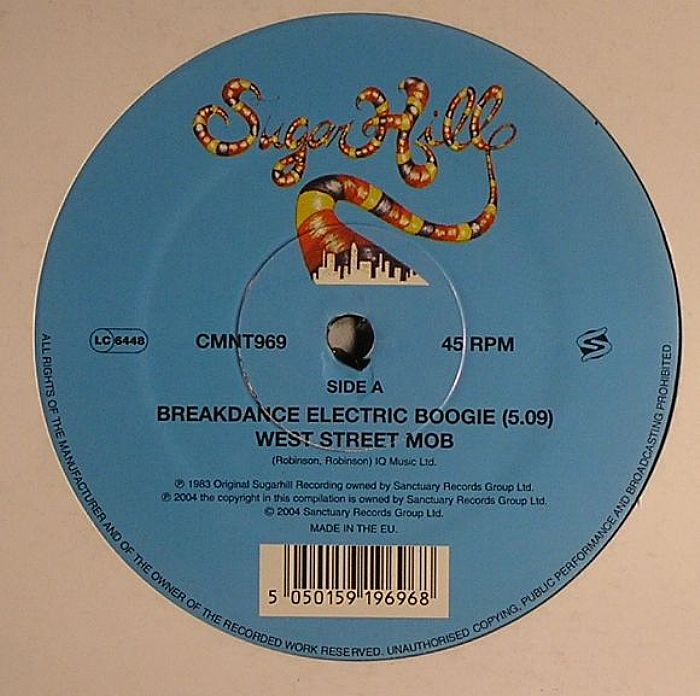 Sugar Hill
LC 6448
CMNT969
45 RPM
SIDE A
BREAKDANCE ELECTRIC BOOGIE (5.09)
WEST STREET MOB
(Robinson, Robinson) IQ Music Ltd.
℗ 1983 Original Sugarhill Recording owned by Sanctuary Records Group Ltd.
℗ 2004 the copyright in this compilation is owned by Sanctuary Records Group Ltd.
© 2004 Sanctuary Records Group Ltd.
MADE IN THE EU.
5 050159 196968
ALL RIGHTS OF THE MANUFACTURER AND OF THE OWNER OF THE RECORDED WORK RESERVED. UNAUTHORISED COPYING, PUBLIC PERFORMANCE AND BROADCASTING PROHIBITED